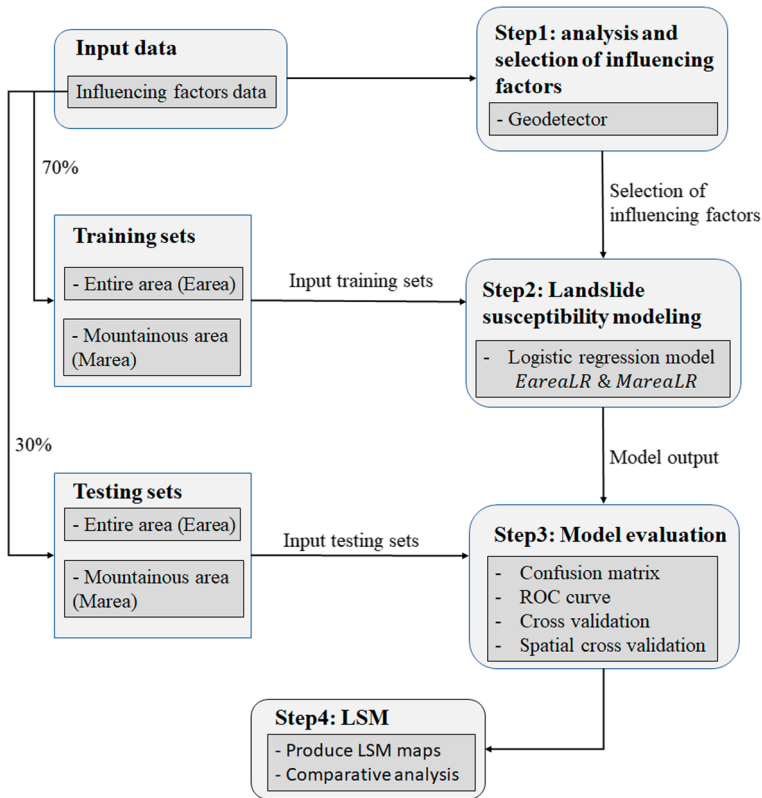 Input data
Influencing factors data
Step1: analysis and
selection of influencing
factors
- Geodetector
70%
Selection of
influencing factors
Training sets
- Entire area (Earea)
- Mountainous area
(Marea)
Input training sets
Step2: Landslide
susceptibility modeling
- Logistic regression model
EareaLR & MareaLR
30%
Model output
Testing sets
- Entire area (Earea)
- Mountainous area
(Marea)
Input testing sets
Step3: Model evaluation
- Confusion matrix
- ROC curve
- Cross validation
- Spatial cross validation
Step4: LSM
- Produce LSM maps
- Comparative analysis